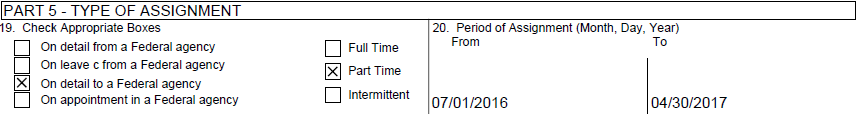 PART 5 - TYPE OF ASSIGNMENT
19. Check Appropriate Boxes
On detail from a Federal agency
On leave c from a Federal agency
On detail to a Federal agency
On appointment in a Federal agency
Full Time
Part Time
Intermittent
20. Period of Assignment (Month, Day, Year)
From To
07/01/2016 04/30/2017